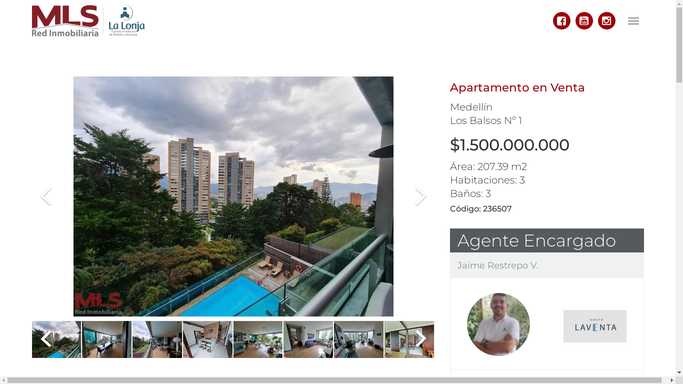 MLS
Red Inmobiliaria
La Lonja
Apartamento en Venta
Medellín
Los Balsos N° 1
$1.500.000.000
Área: 207.39 m2
Habitaciones: 3
Baños: 3
Código: 236507
Agente Encargado
Jaime Restrepo V.
LAVENTA
MLS
Red Inmobiliaria